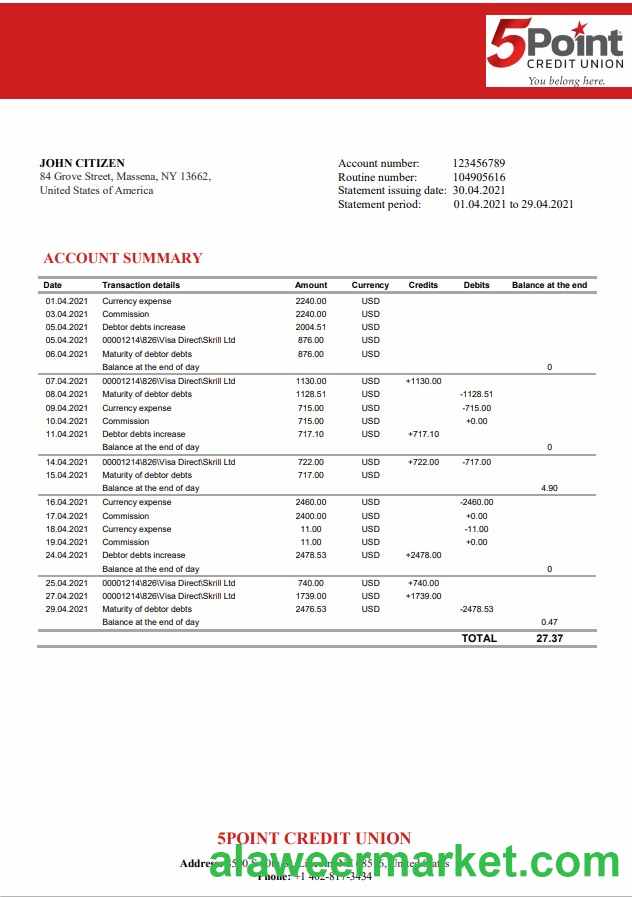 5Point
CREDIT UNION
You belong here.
JOHN CITIZEN
84 Grove Street, Massena, NY 13662,
United States of America
Account number: 123456789
Routine number: 104905616
Statement issuing date: 30.04.2021
Statement period: 01.04.2021 to 29.04.2021
ACCOUNT SUMMARY
Date Transaction details Amount Currency Credits Debits Balance at the end
01.04.2021 Currency expense 2240.00 USD
03.04.2021 Commission 2240.00 USD
05.04.2021 Debtor debts increase 2004.51 USD
05.04.2021 00001214\826\Visa Direct\Skrill Ltd 876.00 USD
06.04.2021 Maturity of debtor debts 876.00 USD
Balance at the end of day 0
07.04.2021 00001214\826\Visa Direct\Skrill Ltd 1130.00 USD +1130.00
08.04.2021 Maturity of debtor debts 1128.51 USD -1128.51
09.04.2021 Currency expense 715.00 USD -715.00
10.04.2021 Commission 715.00 USD +0.00
11.04.2021 Debtor debts increase 717.10 USD +717.10
Balance at the end of day 0
14.04.2021 00001214\826\Visa Direct\Skrill Ltd 722.00 USD +722.00 -717.00
15.04.2021 Maturity of debtor debts 717.00 USD
Balance at the end of day 4.90
16.04.2021 Currency expense 2460.00 USD -2460.00
17.04.2021 Commission 2400.00 USD +0.00
18.04.2021 Currency expense 11.00 USD -11.00
19.04.2021 Commission 11.00 USD +0.00
24.04.2021 Debtor debts increase 2478.53 USD +2478.00
Balance at the end of day 0
25.04.2021 00001214\826\Visa Direct\Skrill Ltd 740.00 USD +740.00
27.04.2021 00001214\826\Visa Direct\Skrill Ltd 1739.00 USD +1739.00
29.04.2021 Maturity of debtor debts 2476.53 USD -2478.53
Balance at the end of day 0.47
TOTAL 27.37
5POINT CREDIT UNION
Address:
Phone: +1 402-817-3434
alaweermarket.com